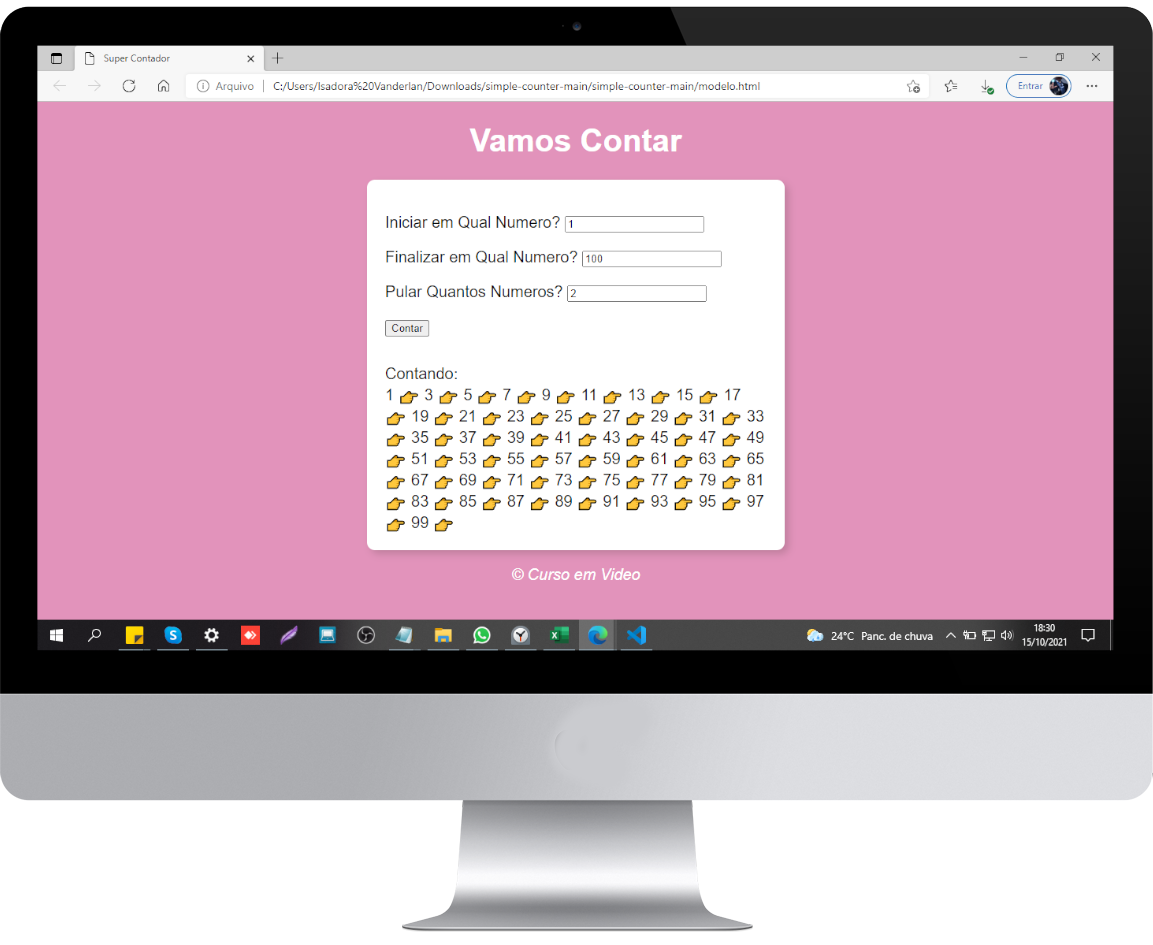 Super Contador
Arquivo C:/Users/Isadora%20Vanderlan/Downloads/simple-counter-main/simple-counter-main/modelo.html Entrar
Vamos Contar
Iniciar em Qual Numero? 1
Finalizar em Qual Numero? 100
Pular Quantos Numeros? 2
Contar
Contando:
1 👉 3 👉 5 👉 7 👉 9 👉 11 👉 13 👉 15 👉 17
👉 19 👉 21 👉 23 👉 25 👉 27 👉 29 👉 31 👉 33
👉 35 👉 37 👉 39 👉 41 👉 43 👉 45 👉 47 👉 49
👉 51 👉 53 👉 55 👉 57 👉 59 👉 61 👉 63 👉 65
👉 67 👉 69 👉 71 👉 73 👉 75 👉 77 👉 79 👉 81
👉 83 👉 85 👉 87 👉 89 👉 91 👉 93 👉 95 👉 97
👉 99 👉
© Curso em Video
24°C Panc. de chuva
18:30
15/10/2021